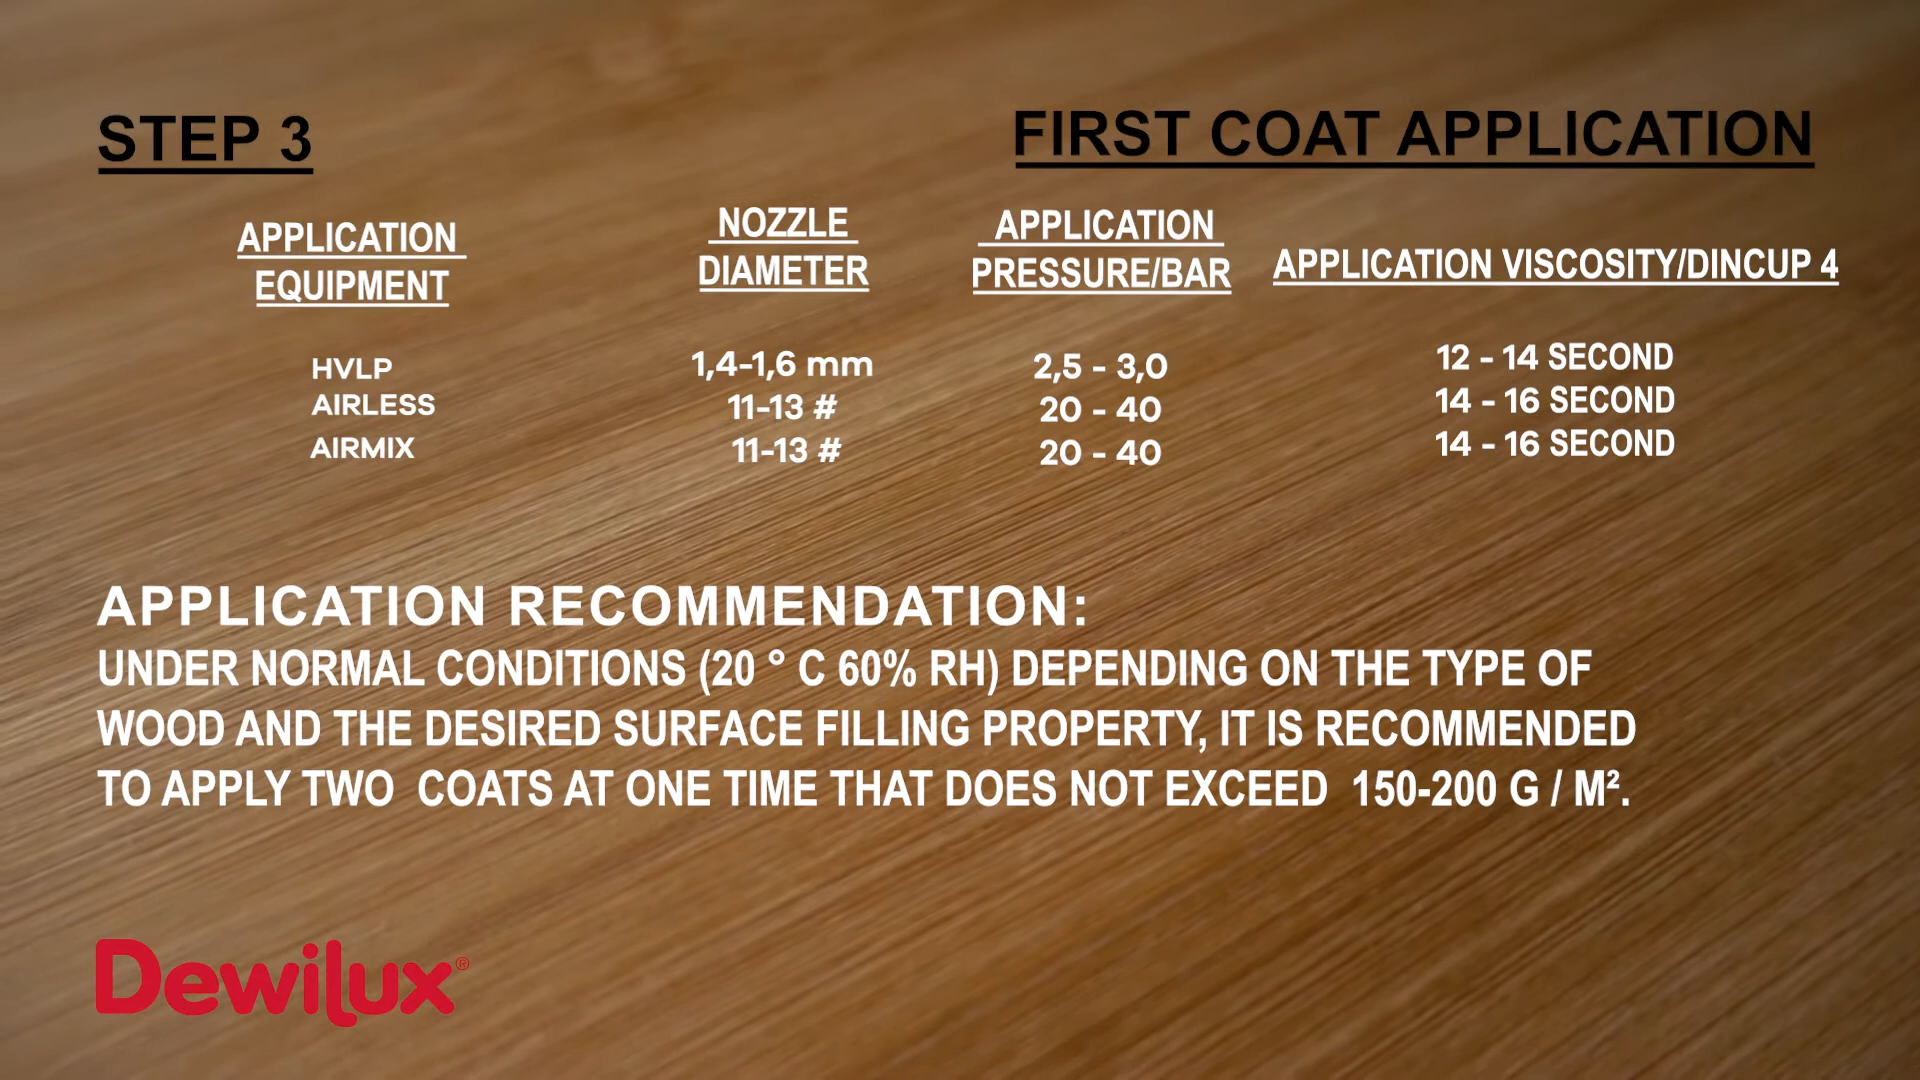 STEP 3
FIRST COAT APPLICATION
APPLICATION
EQUIPMENT
NOZZLE
DIAMETER
APPLICATION
PRESSURE/BAR
APPLICATION VISCOSITY/DINCUP 4
HVLP 1,4-1,6 mm 2,5 - 3,0 12 - 14 SECOND
AIRLESS 11-13 # 20 - 40 14 - 16 SECOND
AIRMIX 11-13 # 20 - 40 14 - 16 SECOND
APPLICATION RECOMMENDATION:
UNDER NORMAL CONDITIONS (20 ° C 60% RH) DEPENDING ON THE TYPE OF
WOOD AND THE DESIRED SURFACE FILLING PROPERTY, IT IS RECOMMENDED
TO APPLY TWO COATS AT ONE TIME THAT DOES NOT EXCEED 150-200 G / M².
Dewilux®